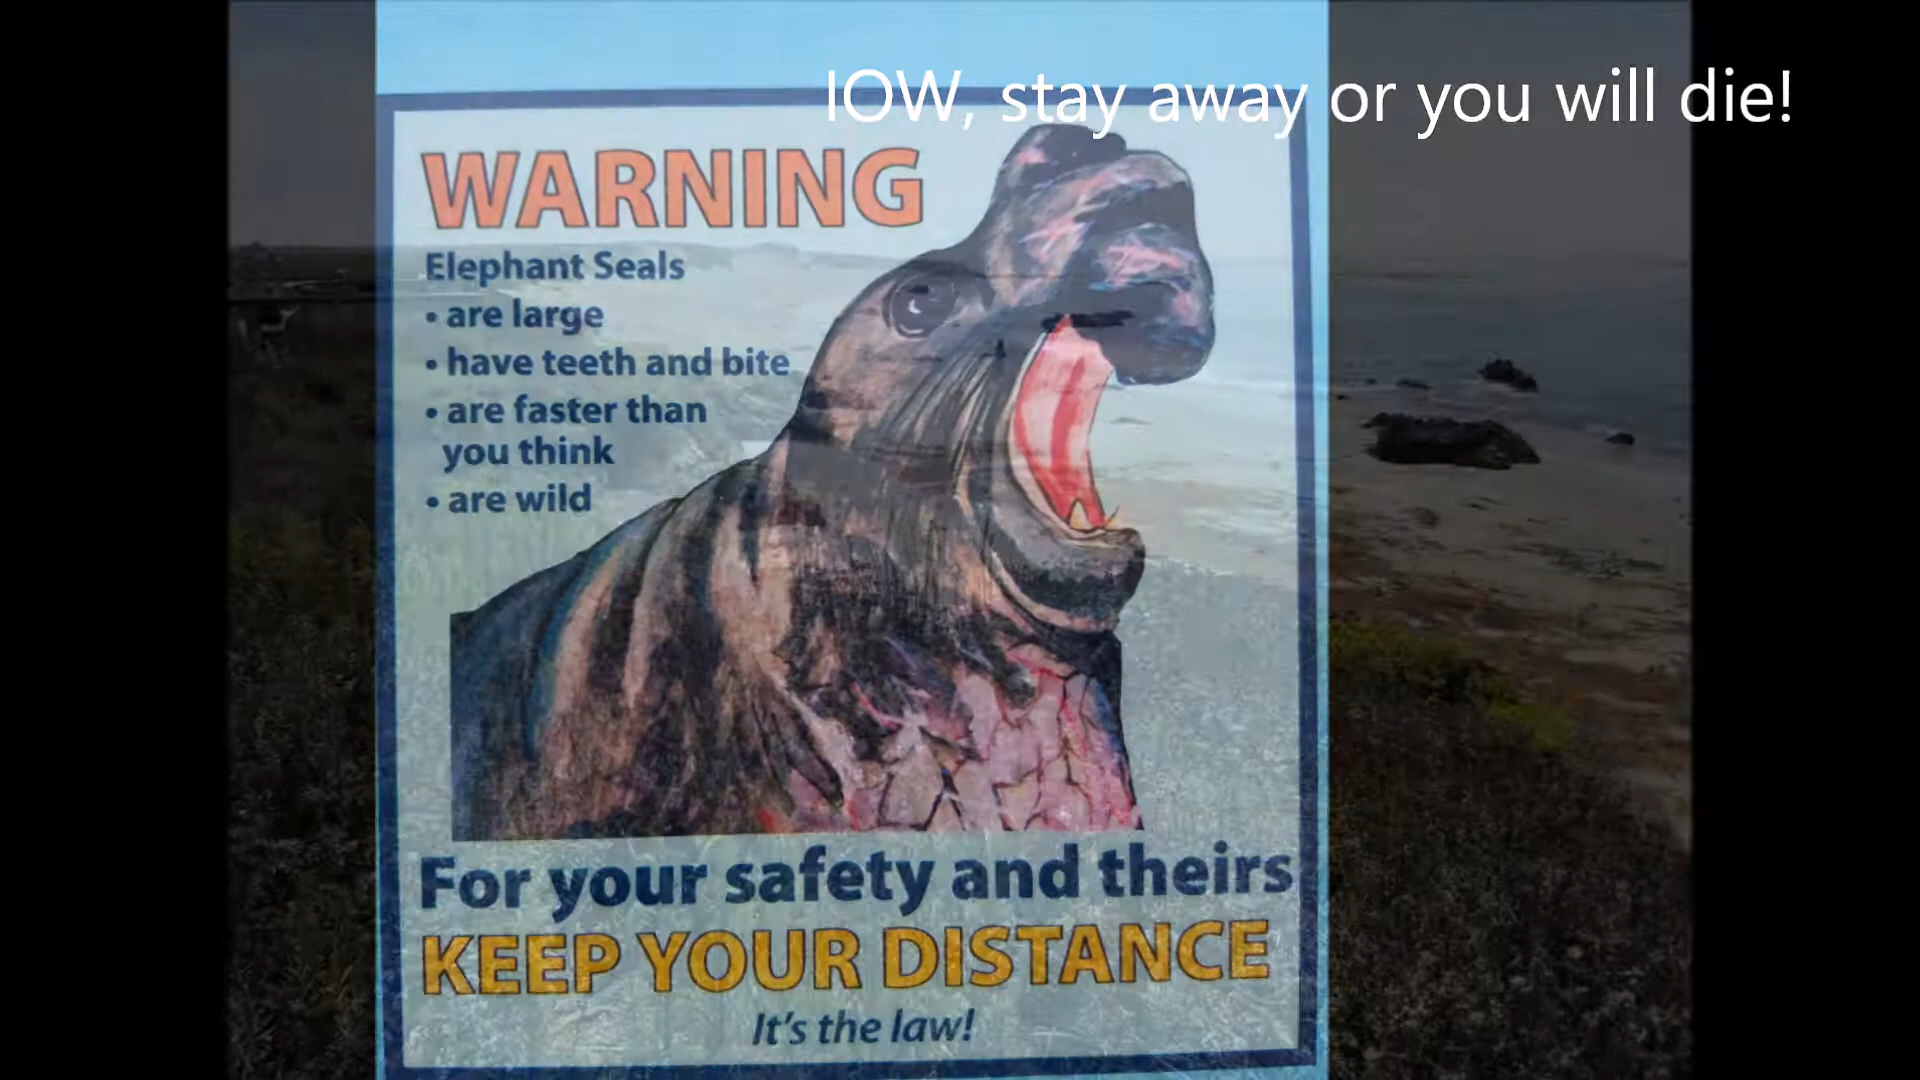 IOW, stay away or you will die!
WARNING
Elephant Seals
• are large
• have teeth and bite
• are faster than
you think
• are wild
For your safety and theirs
KEEP YOUR DISTANCE
It's the law!